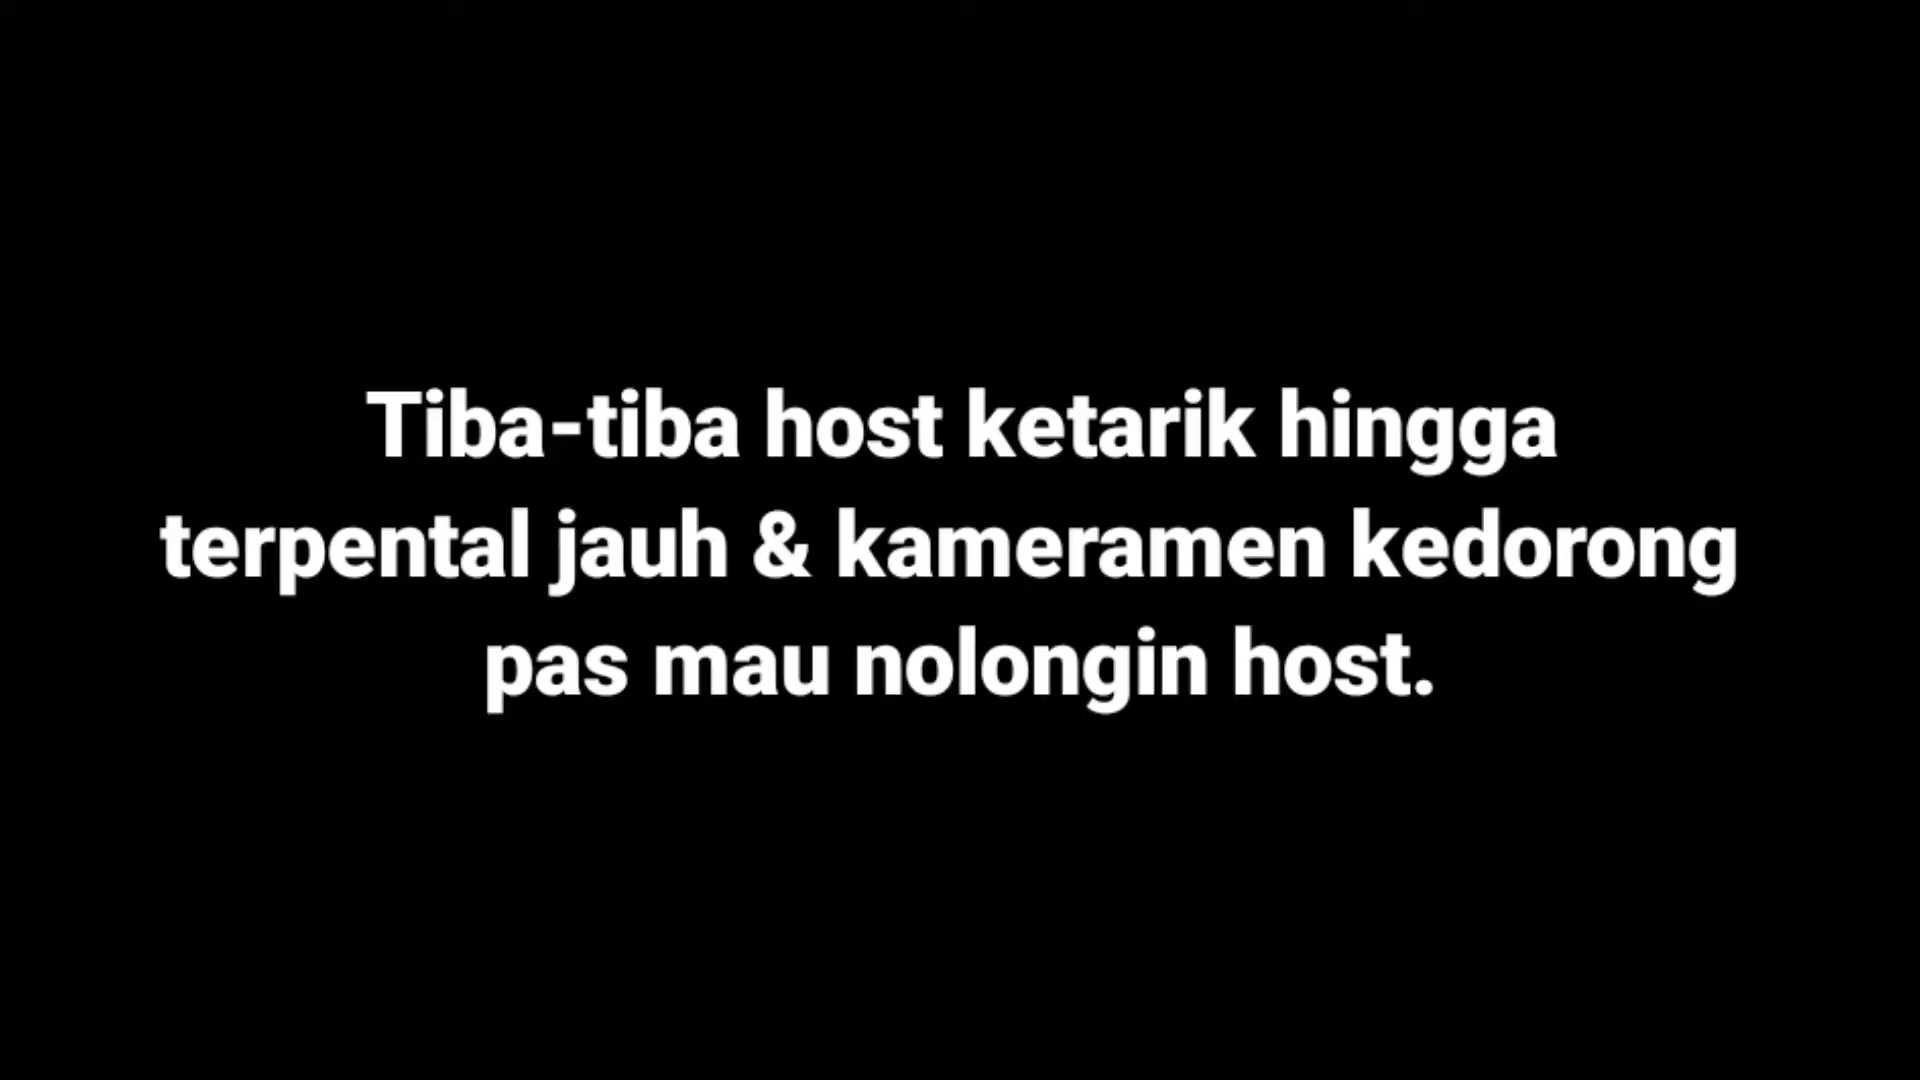 Tiba-tiba host ketarik hingga
terpental jauh & kameramen kedorong
pas mau nolongin host.